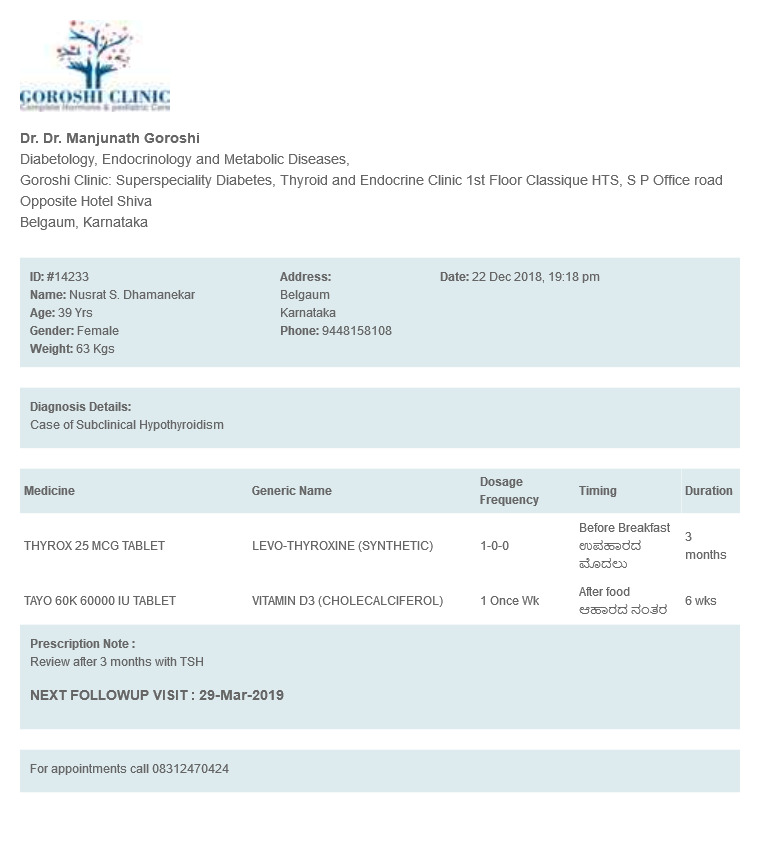 GOROSHI CLINIC
Complete Hormone & pediatric Care
Dr. Dr. Manjunath Goroshi
Diabetology, Endocrinology and Metabolic Diseases,
Goroshi Clinic: Superspeciality Diabetes, Thyroid and Endocrine Clinic 1st Floor Classique HTS, S P Office road
Opposite Hotel Shiva
Belgaum, Karnataka
ID: #14233
Name: Nusrat S. Dhamanekar
Age: 39 Yrs
Gender: Female
Weight: 63 Kgs
Address:
Belgaum
Karnataka
Phone: 9448158108
Date: 22 Dec 2018, 19:18 pm
Diagnosis Details:
Case of Subclinical Hypothyroidism
Medicine Generic Name Dosage Frequency Timing Duration
THYROX 25 MCG TABLET LEVO-THYROXINE (SYNTHETIC) 1-0-0 Before Breakfast ಉಪಹಾರದ ಮೊದಲು 3 months
TAYO 60K 60000 IU TABLET VITAMIN D3 (CHOLECALCIFEROL) 1 Once Wk After food ಆಹಾರದ ನಂತರ 6 wks
Prescription Note :
Review after 3 months with TSH
NEXT FOLLOWUP VISIT : 29-Mar-2019
For appointments call 08312470424